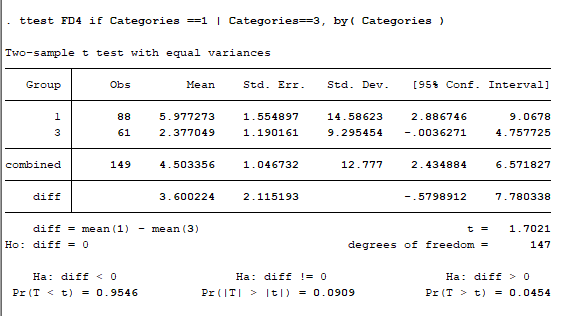 . ttest FD4 if Categories ==1 | Categories==3, by( Categories )
Two-sample t test with equal variances
Group Obs Mean Std. Err. Std. Dev. [95% Conf. Interval]
1 88 5.977273 1.554897 14.58623 2.886746 9.0678
3 61 2.377049 1.190161 9.295454 -.0036271 4.757725
combined 149 4.503356 1.046732 12.777 2.434884 6.571827
diff 3.600224 2.115193 -.5798912 7.780338
diff = mean(1) - mean(3) t = 1.7021
Ho: diff = 0 degrees of freedom = 147
Ha: diff < 0 Ha: diff != 0 Ha: diff > 0
Pr(T < t) = 0.9546 Pr(|T| > |t|) = 0.0909 Pr(T > t) = 0.0454